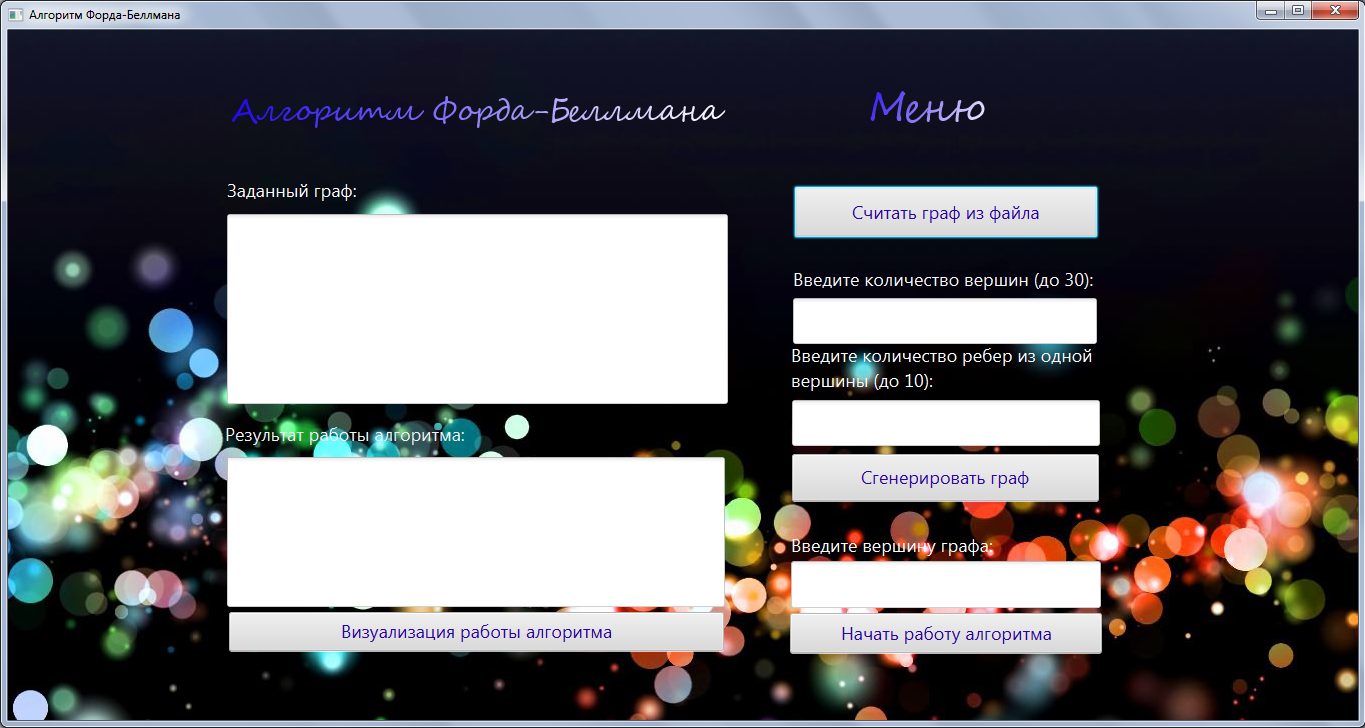 Алгоритм Форда-Беллмана
Алгоритм Форда-Беллмана
Меню
Заданный граф:
Считать граф из файла
Введите количество вершин (до 30):
Введите количество ребер из одной
вершины (до 10):
Результат работы алгоритма:
Сгенерировать граф
Введите вершину графа:
Визуализация работы алгоритма
Начать работу алгоритма